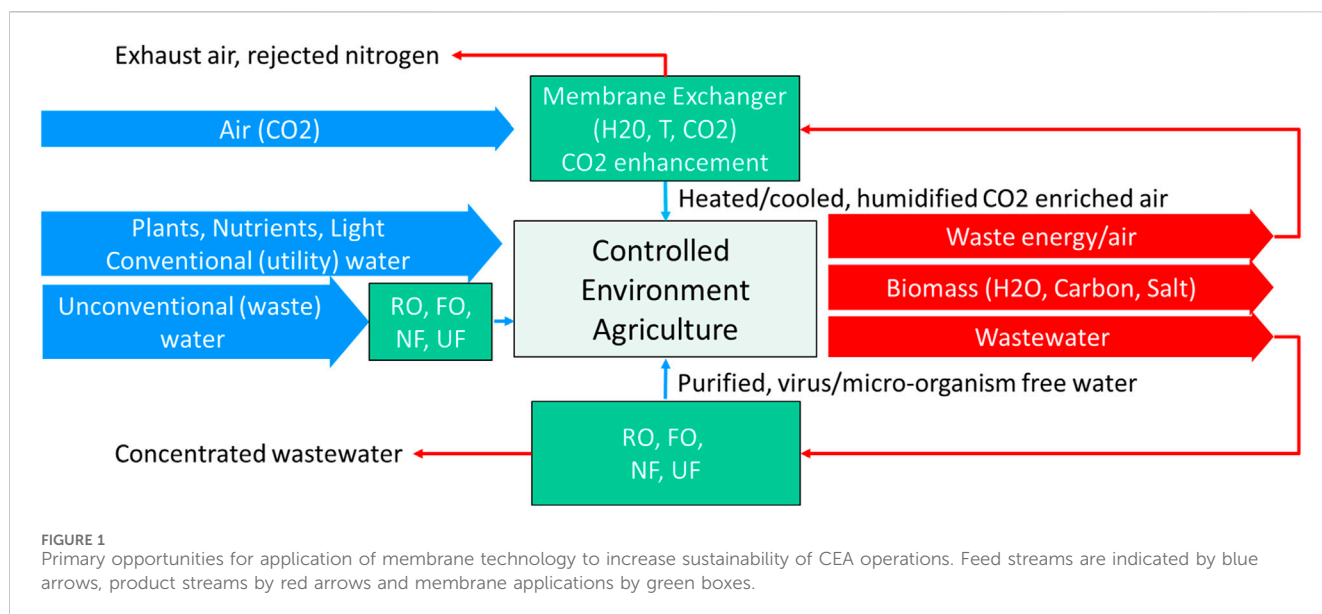 Exhaust air, rejected nitrogen
Membrane Exchanger
(H20, T, CO2)
CO2 enhancement
Air (CO2)
Heated/cooled, humidified CO2 enriched air
Plants, Nutrients, Light
Conventional (utility) water
Unconventional (waste)
water
RO, FO,
NF, UF
Controlled
Environment
Agriculture
Waste energy/air
Biomass (H2O, Carbon, Salt)
Wastewater
Purified, virus/micro-organism free water
RO, FO,
NF, UF
Concentrated wastewater
FIGURE 1
Primary opportunities for application of membrane technology to increase sustainability of CEA operations. Feed streams are indicated by blue
arrows, product streams by red arrows and membrane applications by green boxes.